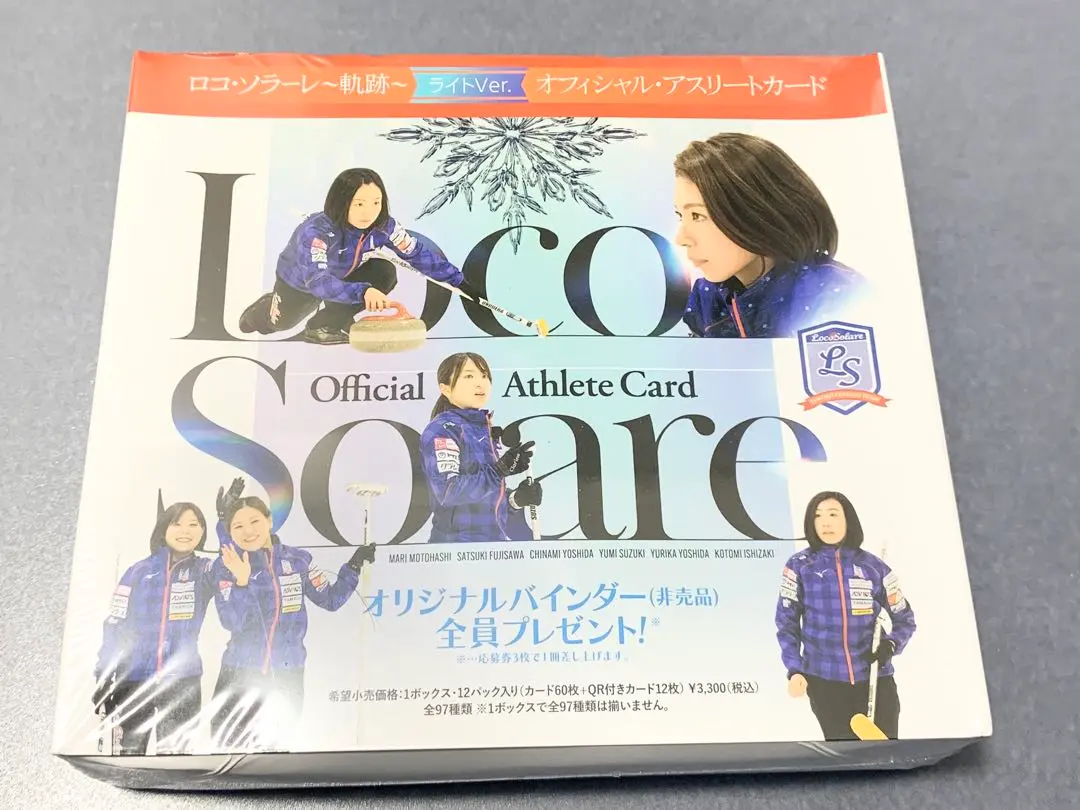 ロコ・ソラーレ～軌跡～ ライトVer. オフィシャル・アスリートカード
Loco
Solare
Official Athlete Card
LocoSolare
LS
MARI MOTOHASHI SATSUKI FUJISAWA CHINAMI YOSHIDA YUMI SUZUKI YURIKA YOSHIDA KOTOMI ISHIZAKI
オリジナルバインダー(非売品)
全員プレゼント!※
※…応募券3枚で1冊差し上げます。
希望小売価格:1ボックス・12パック入り(カード60枚+QR付きカード12枚) ¥3,300(税込)
全97種類 ※1ボックスで全97種類は揃いません。